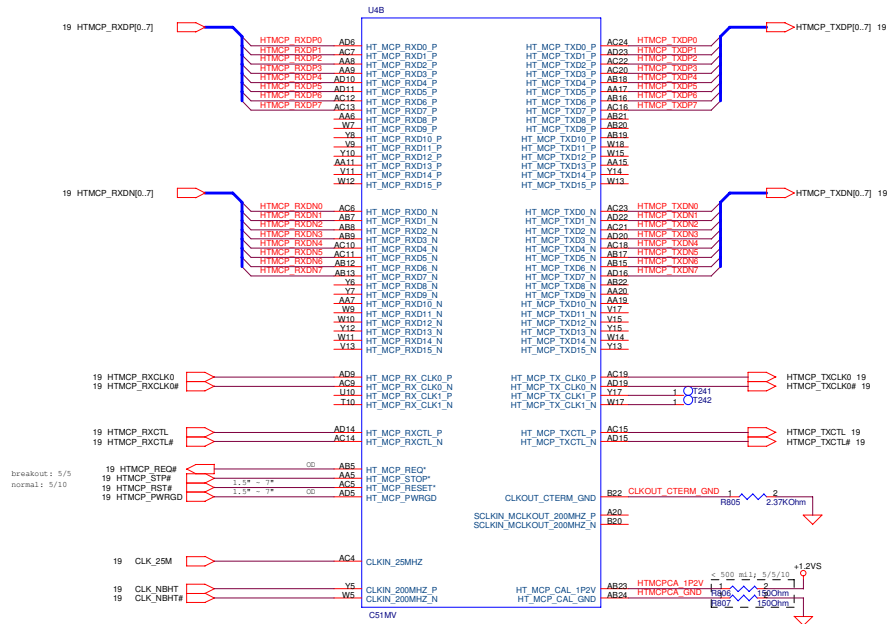 U4B
19 HTMCP_RXDP[0..7]
HTMCP_TXDP[0..7] 19
HTMCP_RXDP0 AD6 HT_MCP_RXD0_P HT_MCP_TXD0_P AC24 HTMCP_TXDP0
HTMCP_RXDP1 AC7 HT_MCP_RXD1_P HT_MCP_TXD1_P AD23 HTMCP_TXDP1
HTMCP_RXDP2 AA8 HT_MCP_RXD2_P HT_MCP_TXD2_P AC22 HTMCP_TXDP2
HTMCP_RXDP3 AA9 HT_MCP_RXD3_P HT_MCP_TXD3_P AC20 HTMCP_TXDP3
HTMCP_RXDP4 AD10 HT_MCP_RXD4_P HT_MCP_TXD4_P AB18 HTMCP_TXDP4
HTMCP_RXDP5 AD11 HT_MCP_RXD5_P HT_MCP_TXD5_P AA17 HTMCP_TXDP5
HTMCP_RXDP6 AC12 HT_MCP_RXD6_P HT_MCP_TXD6_P AB16 HTMCP_TXDP6
HTMCP_RXDP7 AC13 HT_MCP_RXD7_P HT_MCP_TXD7_P AC16 HTMCP_TXDP7
AA6 HT_MCP_RXD8_P HT_MCP_TXD8_P AB21
W7 HT_MCP_RXD9_P HT_MCP_TXD9_P AB20
Y8 HT_MCP_RXD10_P HT_MCP_TXD10_P AB19
V9 HT_MCP_RXD11_P HT_MCP_TXD11_P W18
Y10 HT_MCP_RXD12_P HT_MCP_TXD12_P W15
AA11 HT_MCP_RXD13_P HT_MCP_TXD13_P AA15
V11 HT_MCP_RXD14_P HT_MCP_TXD14_P Y14
W12 HT_MCP_RXD15_P HT_MCP_TXD15_P W13
19 HTMCP_RXDN[0..7]
HTMCP_TXDN[0..7] 19
HTMCP_RXDN0 AC6 HT_MCP_RXD0_N HT_MCP_TXD0_N AC23 HTMCP_TXDN0
HTMCP_RXDN1 AB7 HT_MCP_RXD1_N HT_MCP_TXD1_N AD22 HTMCP_TXDN1
HTMCP_RXDN2 AB8 HT_MCP_RXD2_N HT_MCP_TXD2_N AC21 HTMCP_TXDN2
HTMCP_RXDN3 AB9 HT_MCP_RXD3_N HT_MCP_TXD3_N AD20 HTMCP_TXDN3
HTMCP_RXDN4 AC10 HT_MCP_RXD4_N HT_MCP_TXD4_N AC18 HTMCP_TXDN4
HTMCP_RXDN5 AC11 HT_MCP_RXD5_N HT_MCP_TXD5_N AB17 HTMCP_TXDN5
HTMCP_RXDN6 AB12 HT_MCP_RXD6_N HT_MCP_TXD6_N AB15 HTMCP_TXDN6
HTMCP_RXDN7 AB13 HT_MCP_RXD7_N HT_MCP_TXD7_N AD16 HTMCP_TXDN7
Y6 HT_MCP_RXD8_N HT_MCP_TXD8_N AB22
Y7 HT_MCP_RXD9_N HT_MCP_TXD9_N AA20
AA7 HT_MCP_RXD10_N HT_MCP_TXD10_N AA19
W9 HT_MCP_RXD11_N HT_MCP_TXD11_N V17
W10 HT_MCP_RXD12_N HT_MCP_TXD12_N V15
Y12 HT_MCP_RXD13_N HT_MCP_TXD13_N Y15
W11 HT_MCP_RXD14_N HT_MCP_TXD14_N W14
V13 HT_MCP_RXD15_N HT_MCP_TXD15_N Y13
19 HTMCP_RXCLK0 AD9 HT_MCP_RX_CLK0_P HT_MCP_TX_CLK0_P AC19 HTMCP_TXCLK0 19
19 HTMCP_RXCLK0# AC9 HT_MCP_RX_CLK0_N HT_MCP_TX_CLK0_N AD19 HTMCP_TXCLK0# 19
U10 HT_MCP_RX_CLK1_P HT_MCP_TX_CLK1_P Y17 1 T241
T10 HT_MCP_RX_CLK1_N HT_MCP_TX_CLK1_N W17 1 T242
19 HTMCP_RXCTL AD14 HT_MCP_RXCTL_P HT_MCP_TXCTL_P AC15 HTMCP_TXCTL 19
19 HTMCP_RXCTL# AC14 HT_MCP_RXCTL_N HT_MCP_TXCTL_N AD15 HTMCP_TXCTL# 19
breakout: 5/5
normal: 5/10
19 HTMCP_REQ# OD AB5 HT_MCP_REQ*
19 HTMCP_STP# AA5 HT_MCP_STOP*
19 HTMCP_RST# 1.5" - 7" AC5 HT_MCP_RESET*
19 HTMCP_PWRGD 1.5" - 7" OD AD5 HT_MCP_PWRGD
CLKOUT_CTERM_GND B22 CLKOUT_CTERM_GND 1 2
R805 2.37KOhm
SCLKIN_MCLKOUT_200MHZ_P A20
SCLKIN_MCLKOUT_200MHZ_N B20
19 CLK_25M AC4 CLKIN_25MHZ
+1.2VS
< 500 mil; 5/5/10
19 CLK_NBHT Y5 CLKIN_200MHZ_P HT_MCP_CAL_1P2V AB23 HTMCPCA_1P2V 1 2
R806 150Ohm
19 CLK_NBHT# W5 CLKIN_200MHZ_N HT_MCP_CAL_GND AB24 HTMCPCA_GND 1 2
R807 150Ohm
C51MV